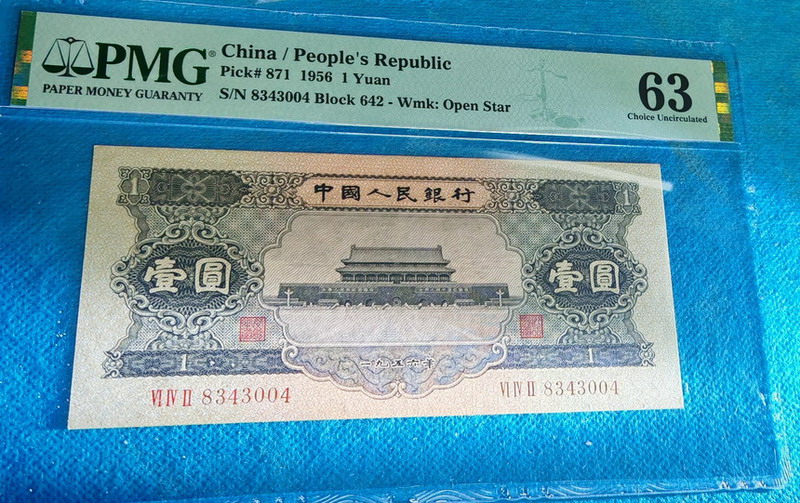 PMG®
PAPER MONEY GUARANTY
China / People's Republic
Pick# 871 1956 1 Yuan
S/N 8343004 Block 642 - Wmk: Open Star
63
Choice Uncirculated
1
中國人民銀行
1
壹圓
壹圓
1
一九五六年
1
VI IV II 8343004
VI IV II 8343004